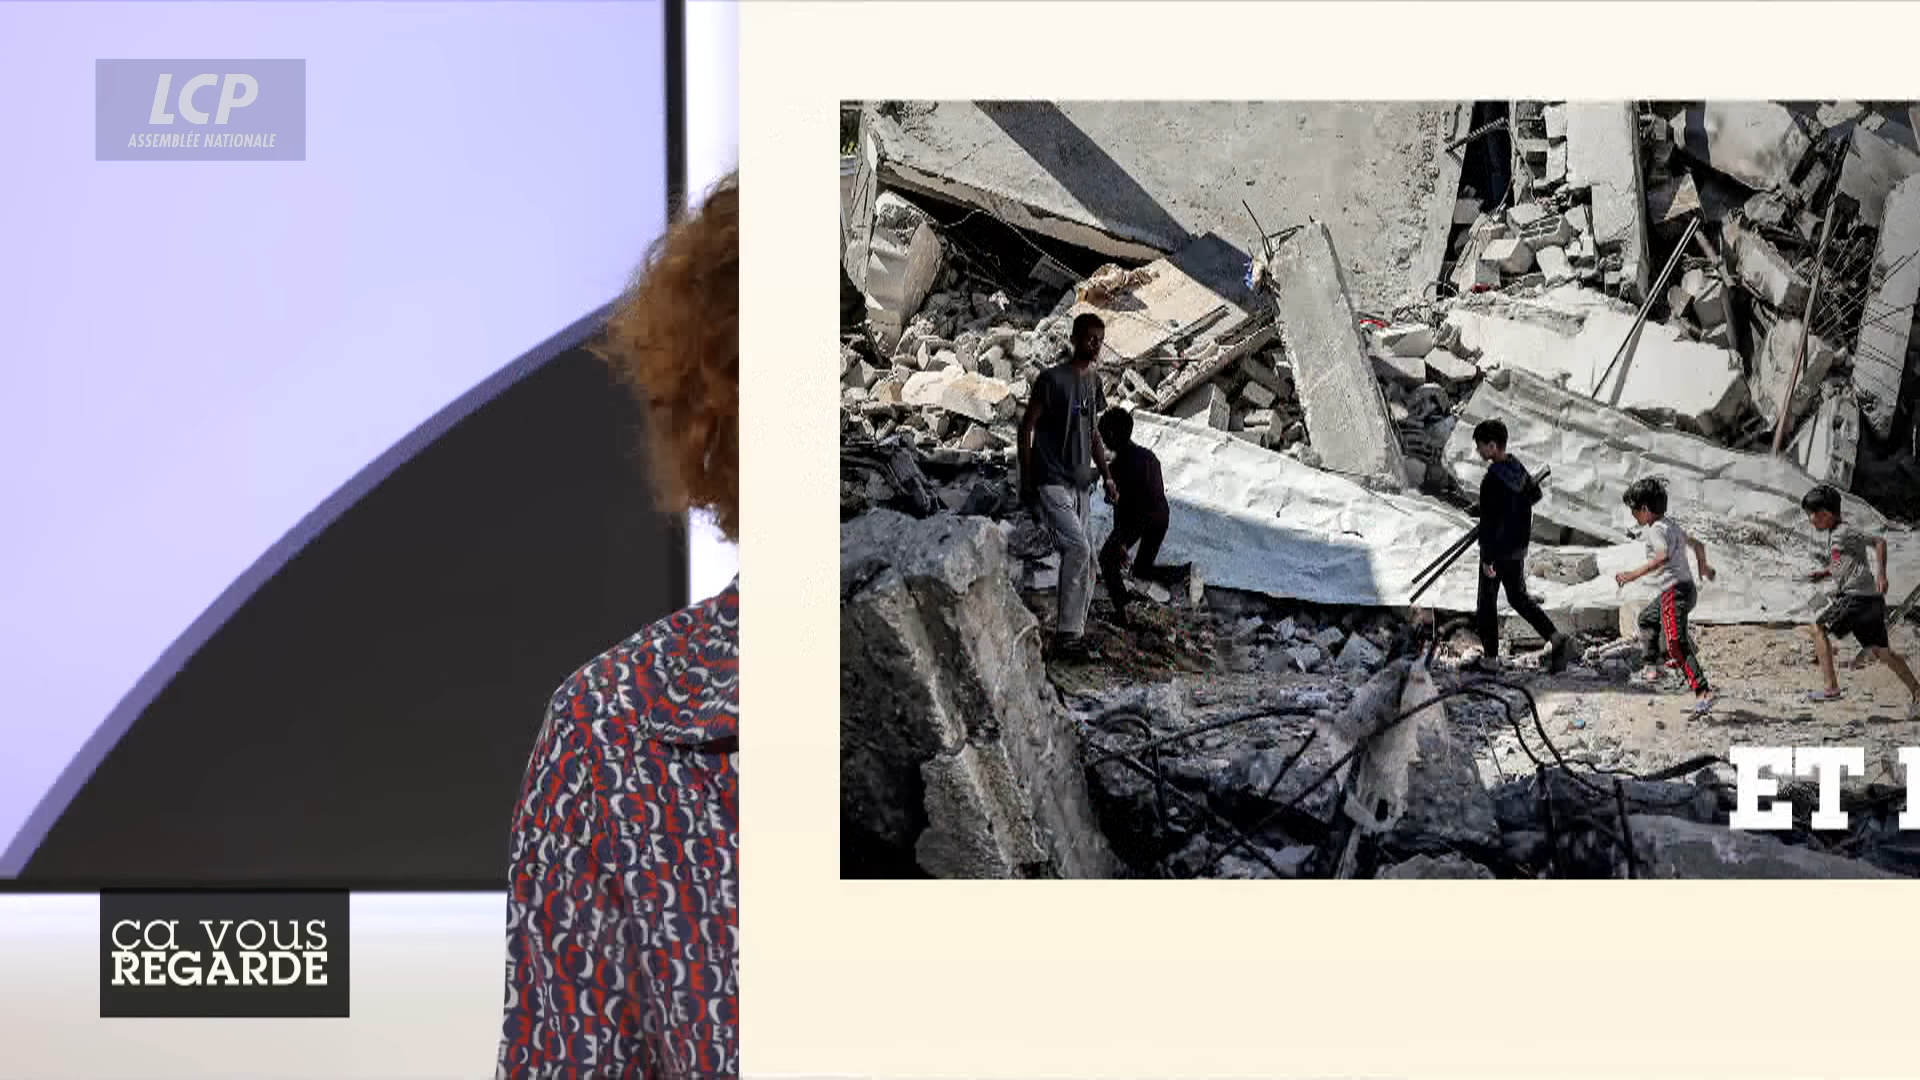 LCP
ASSEMBLÉE NATIONALE
ET
ça vous
REGARDE